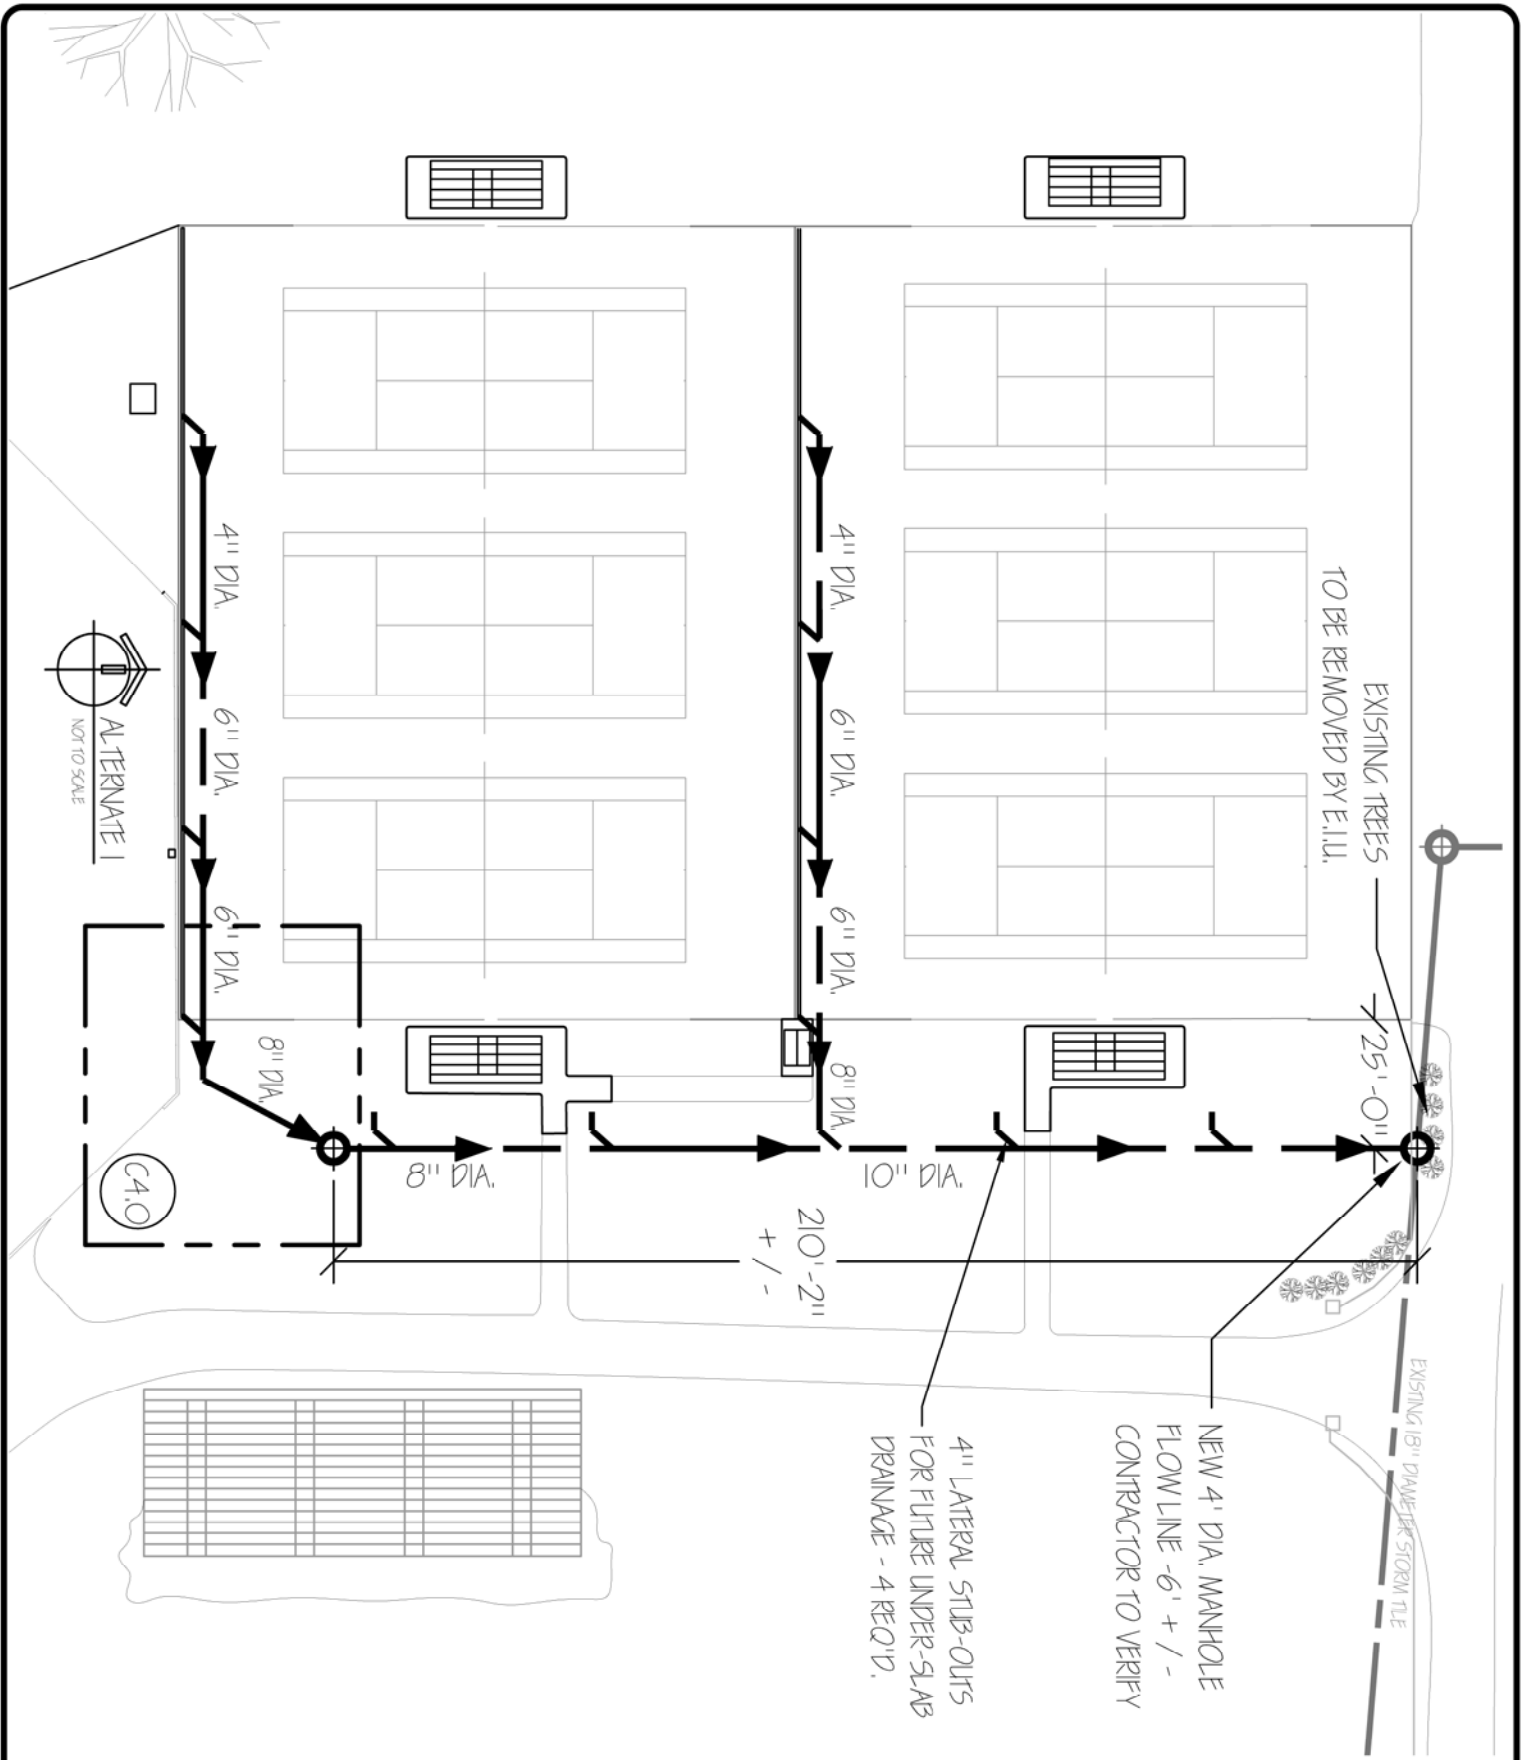 EXISTING TREES
TO BE REMOVED BY E.I.U.
25'-0"
EXISTING 18" DIAMETER STORM TILE
NEW 4' DIA. MANHOLE
FLOWLINE -6' + / -
CONTRACTOR TO VERIFY
4" LATERAL STUB-OUTS
FOR FUTURE UNDER-SLAB
DRAINAGE - 4 REQ'D.
4" DIA.
6" DIA.
6" DIA.
8" DIA.
10" DIA.
210'-2"
+ / -
8" DIA.
4" DIA.
6" DIA.
6" DIA.
8" DIA.
C4.0
ALTERNATE 1
NOT TO SCALE